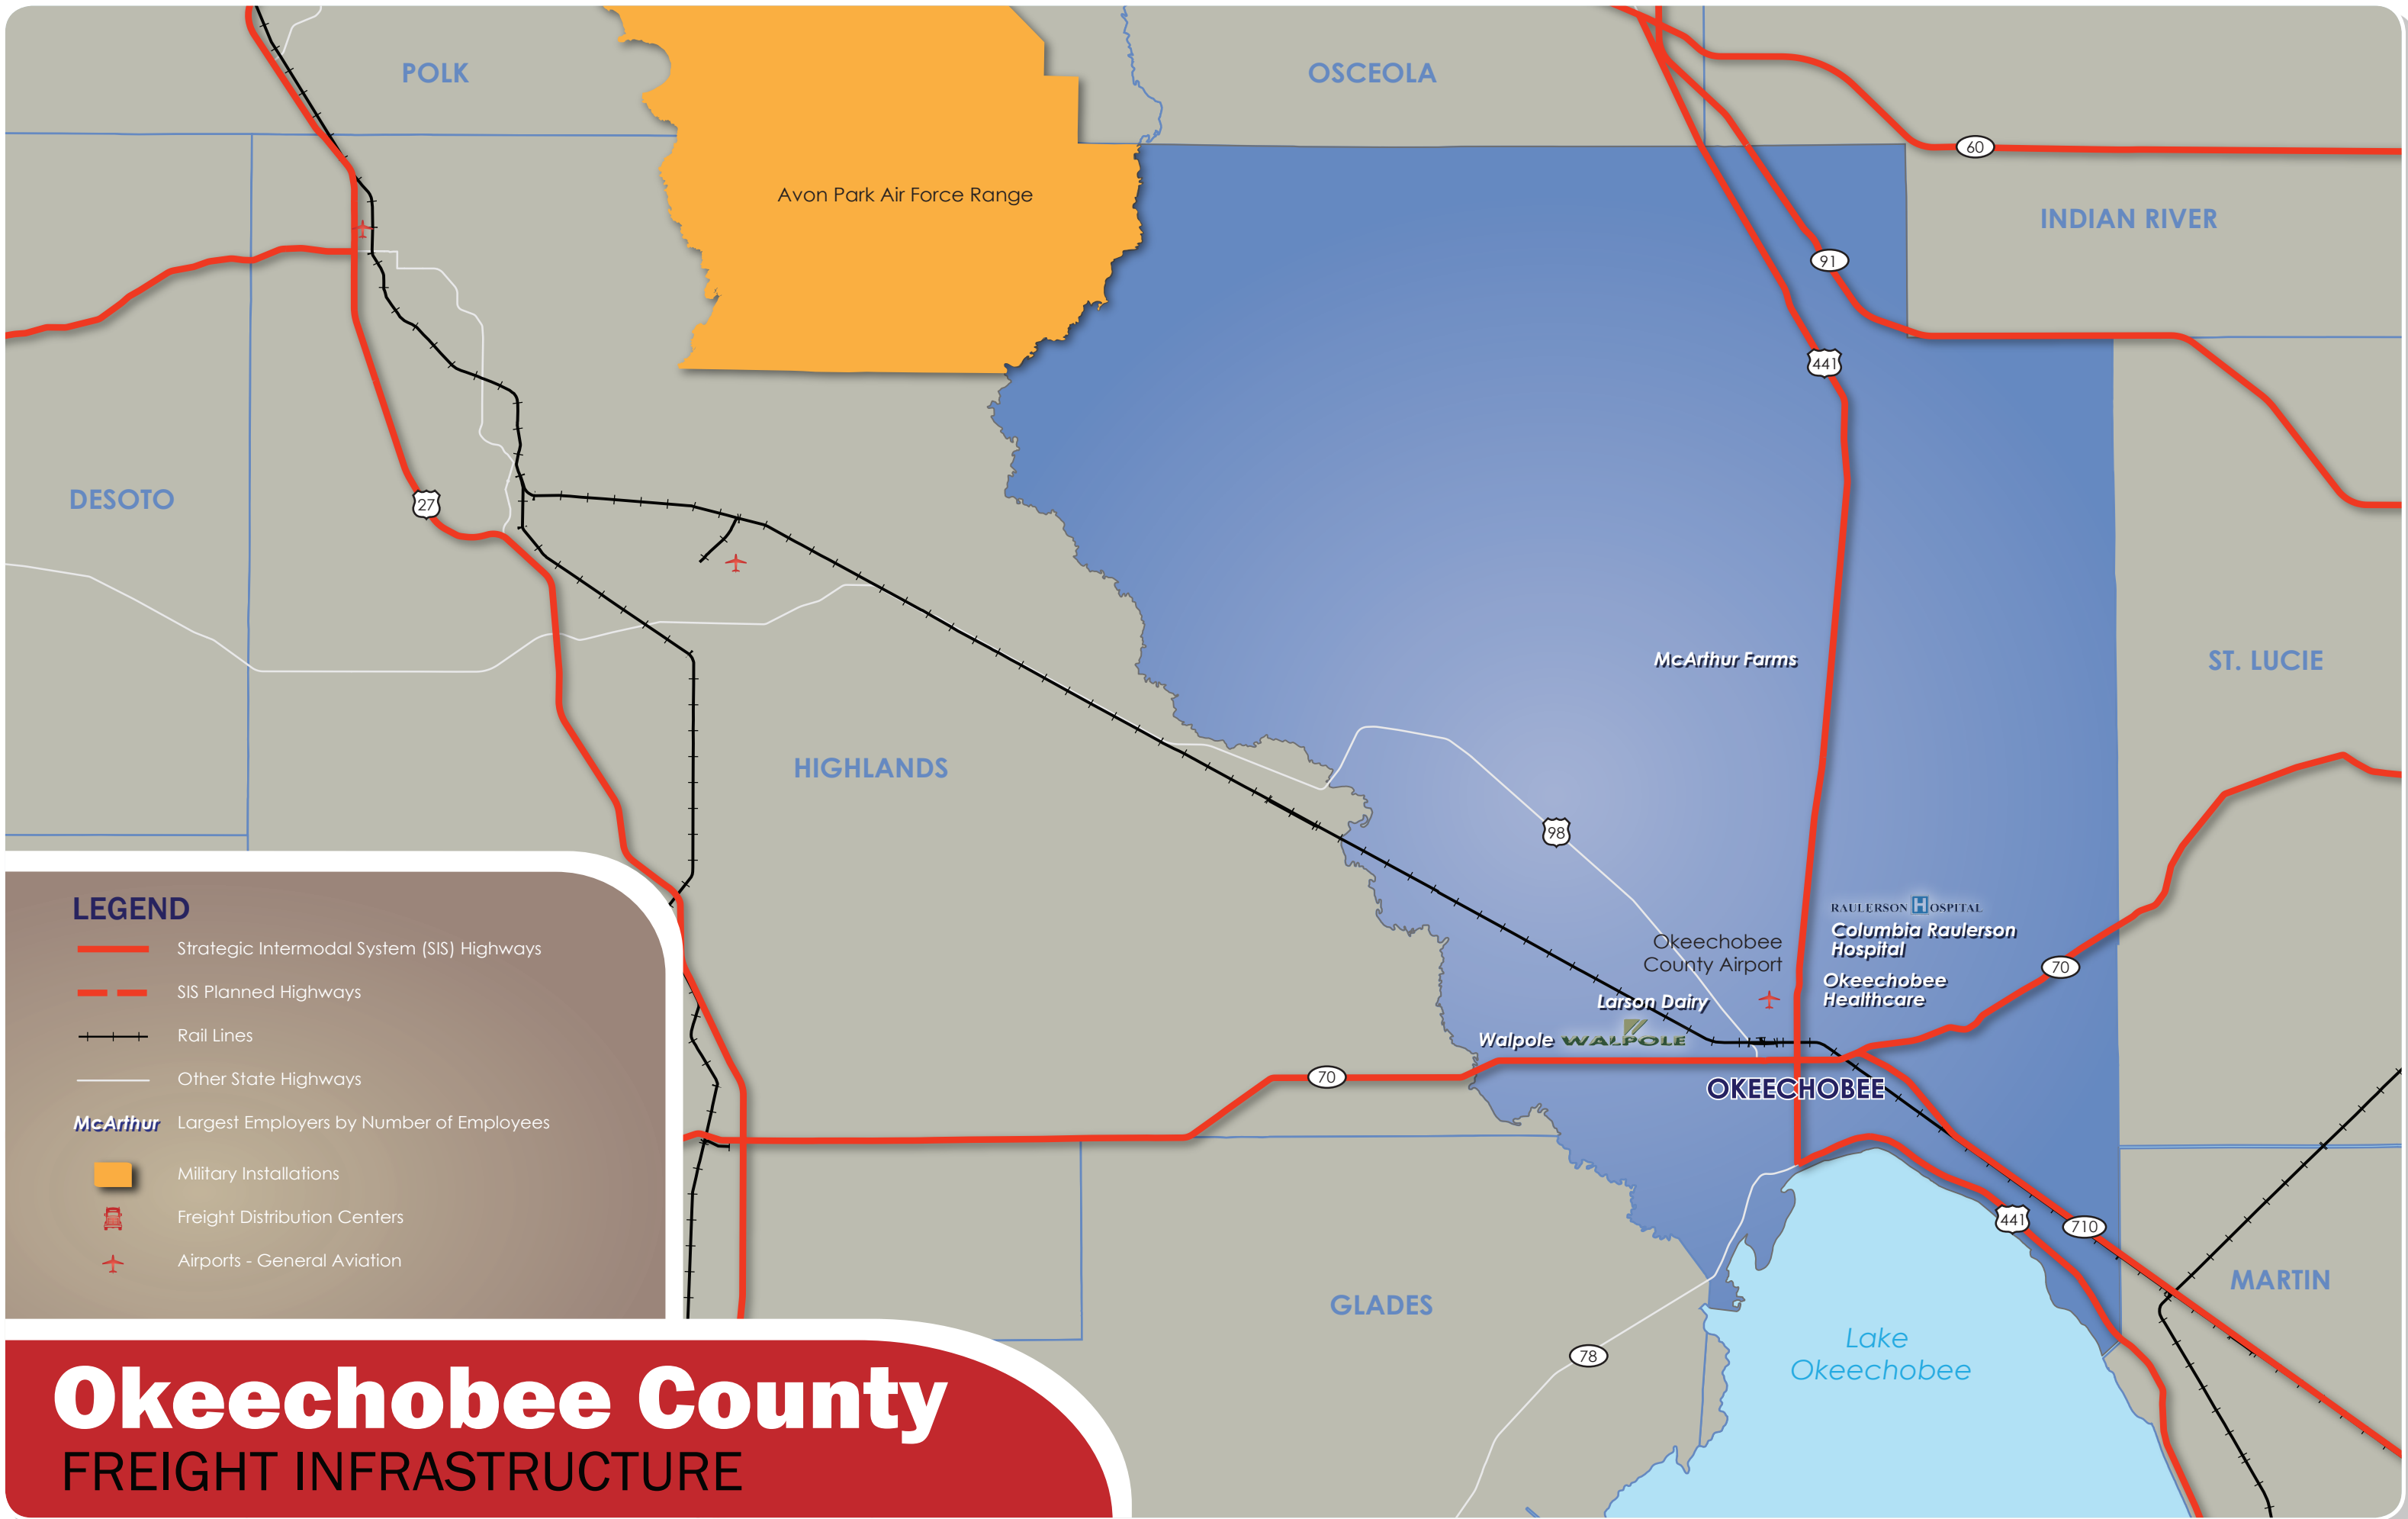 POLK
OSCEOLA
60
Avon Park Air Force Range
INDIAN RIVER
91
441
DESOTO
27
McArthur Farms
ST. LUCIE
HIGHLANDS
98
RAULERSON HOSPITAL
Columbia Raulerson
Hospital
Okeechobee
County Airport
70
Okeechobee
Healthcare
Larson Dairy
Walpole WALPOLE
70
OKEECHOBEE
441
710
MARTIN
GLADES
Lake
Okeechobee
78
LEGEND
Strategic Intermodal System (SIS) Highways
SIS Planned Highways
Rail Lines
Other State Highways
McArthur Largest Employers by Number of Employees
Military Installations
Freight Distribution Centers
Airports - General Aviation
Okeechobee County
FREIGHT INFRASTRUCTURE